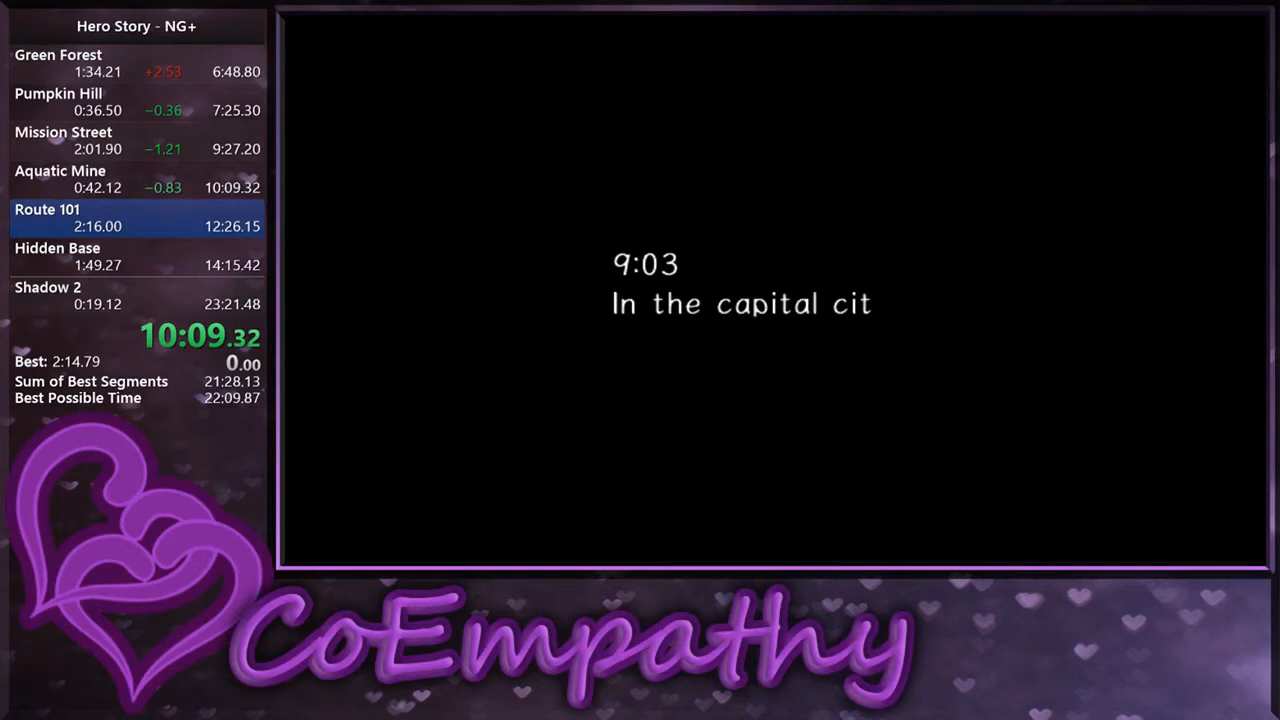 Hero Story - NG+
Green Forest
1:34.21 +2.53 6:48.80
Pumpkin Hill
0:36.50 −0.36 7:25.30
Mission Street
2:01.90 −1.21 9:27.20
Aquatic Mine
0:42.12 −0.83 10:09.32
Route 101
2:16.00 12:26.15
Hidden Base
1:49.27 14:15.42
Shadow 2
0:19.12 23:21.48
10:09.32
Best: 2:14.79 0.00
Sum of Best Segments 21:28.13
Best Possible Time 22:09.87
9:03
In the capital cit
CoEmpathy